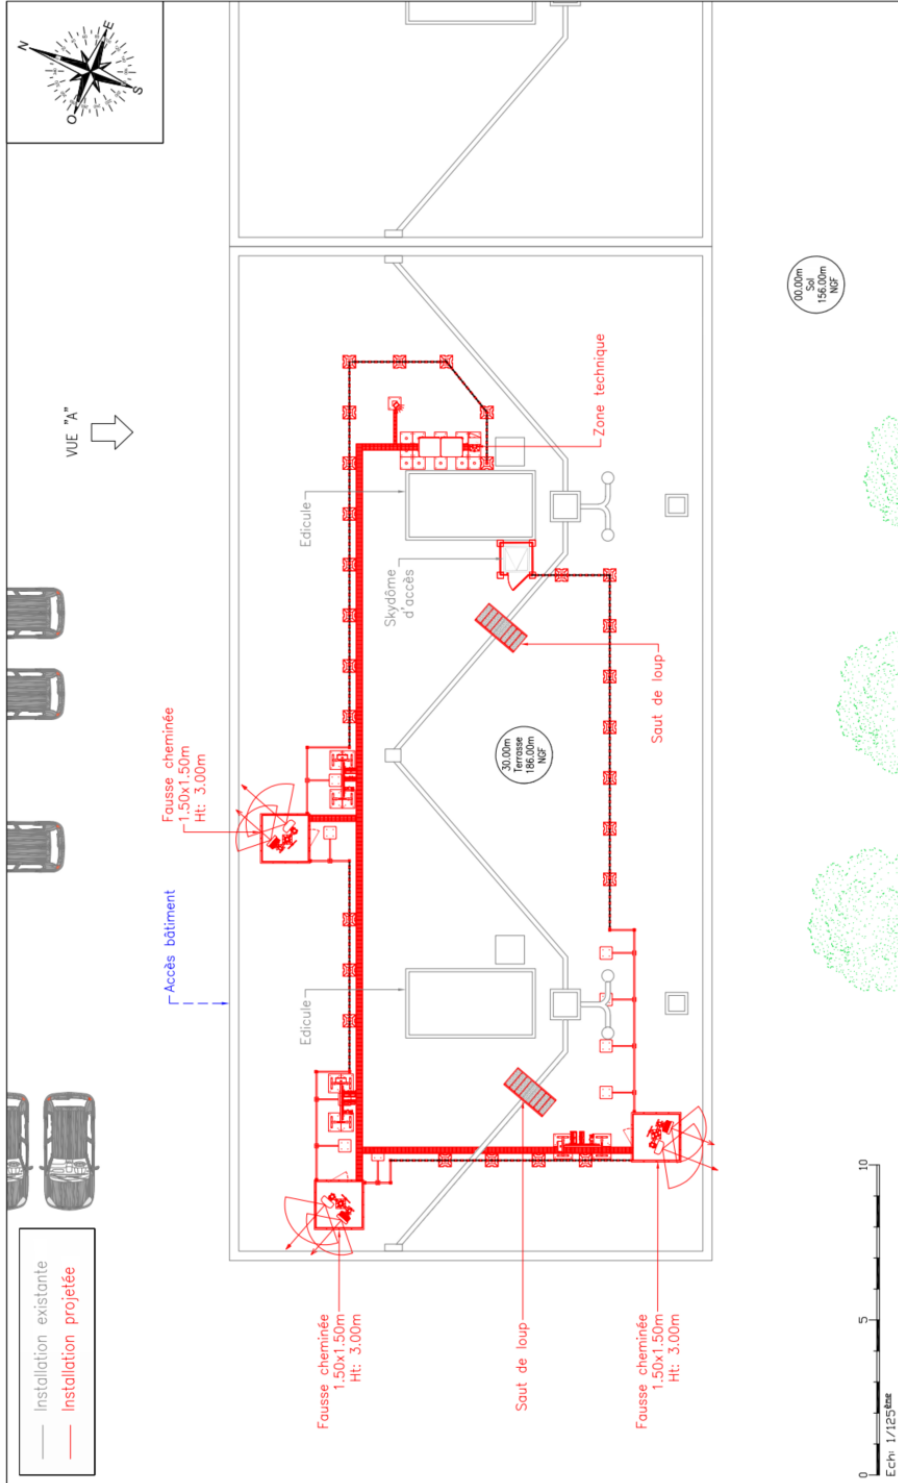 Installation existante
Installation projetée
N
E
S
O
VUE "A"
Accès bâtiment
Fausse cheminée
1.50x1.50m
Ht: 3.00m
Edicule
Edicule
Skydôme
d'accès
Zone technique
Saut de loup
30.00m
Terrasse
186.00m
NGF
00.00m
Sol
156.00m
NGF
Fausse cheminée
1.50x1.50m
Ht: 3.00m
Saut de loup
Fausse cheminée
1.50x1.50m
Ht: 3.00m
0 5 10
Ech: 1/125ème